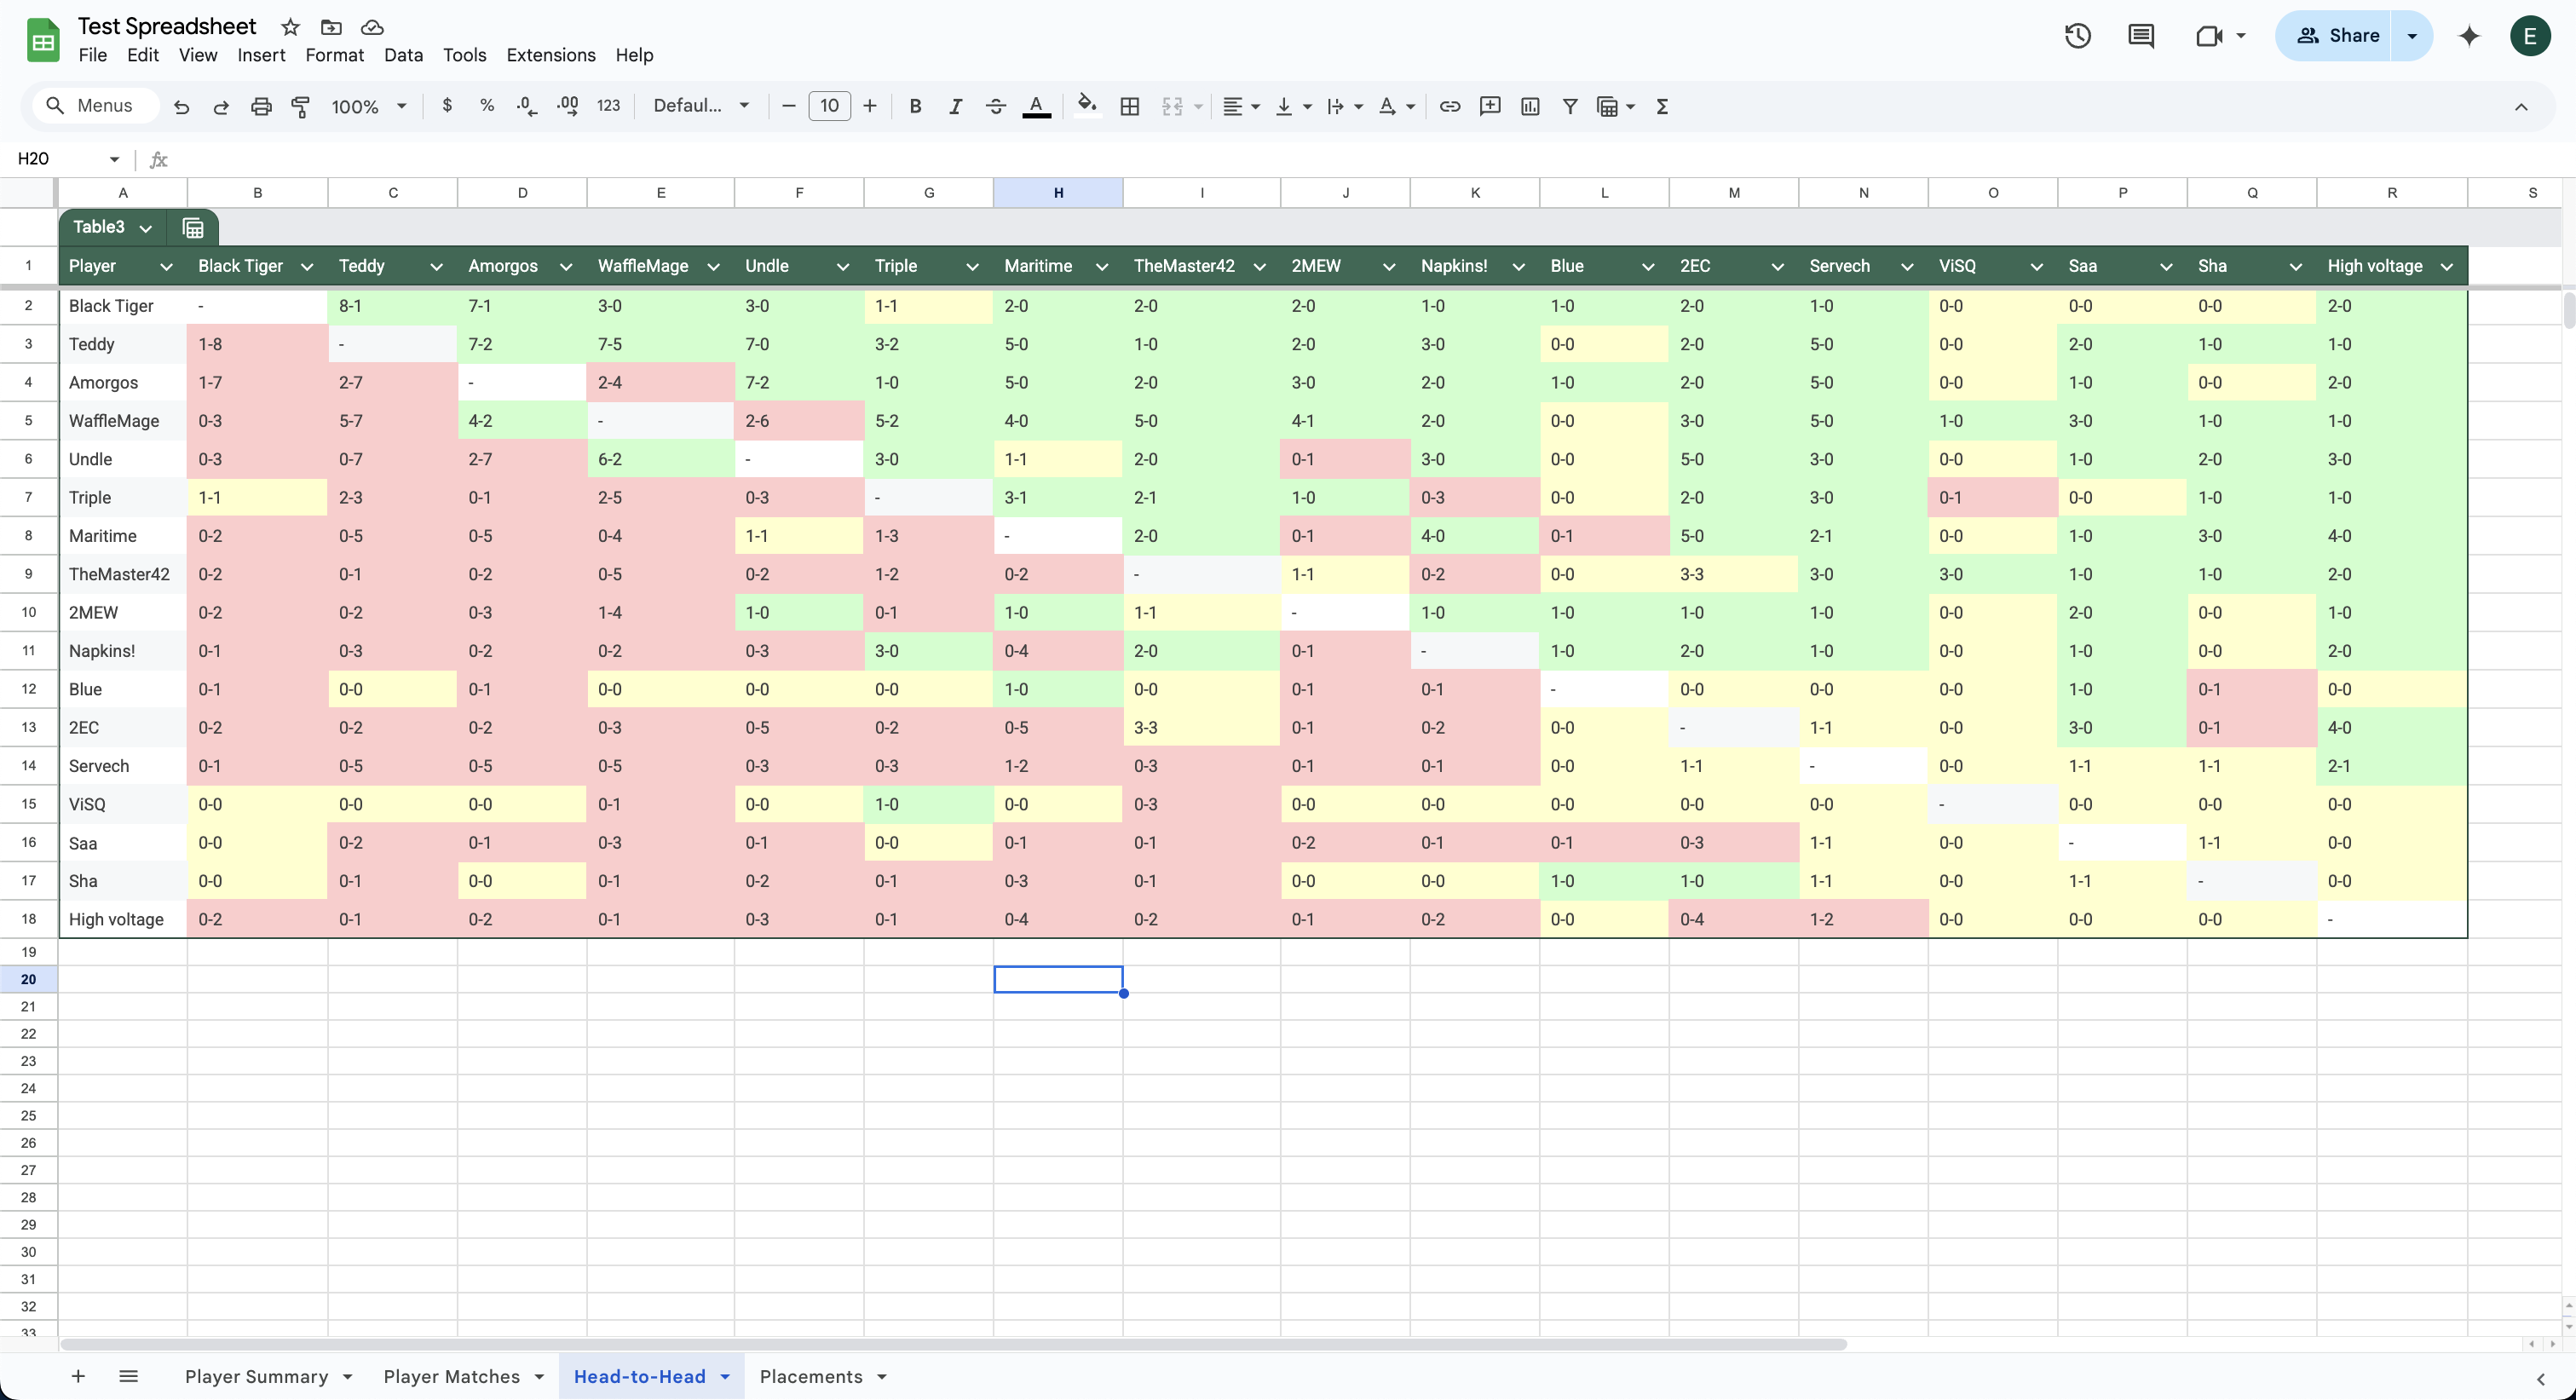 Test Spreadsheet
File Edit View Insert Format Data Tools Extensions Help
Share
E
Menus 100% $ % .0 .00 123 Defaul... 10 B I A
H20 fx
A B C D E F G H I J K L M N O P Q R S
Table3
1 Player Black Tiger Teddy Amorgos WaffleMage Undle Triple Maritime TheMaster42 2MEW Napkins! Blue 2EC Servech ViSQ Saa Sha High voltage
2 Black Tiger - 8-1 7-1 3-0 3-0 1-1 2-0 2-0 2-0 1-0 1-0 2-0 1-0 0-0 0-0 0-0 2-0
3 Teddy 1-8 - 7-2 7-5 7-0 3-2 5-0 1-0 2-0 3-0 0-0 2-0 5-0 0-0 2-0 1-0 1-0
4 Amorgos 1-7 2-7 - 2-4 7-2 1-0 5-0 2-0 3-0 2-0 1-0 2-0 5-0 0-0 1-0 0-0 2-0
5 WaffleMage 0-3 5-7 4-2 - 2-6 5-2 4-0 5-0 4-1 2-0 0-0 3-0 5-0 1-0 3-0 1-0 1-0
6 Undle 0-3 0-7 2-7 6-2 - 3-0 1-1 2-0 0-1 3-0 0-0 5-0 3-0 0-0 1-0 2-0 3-0
7 Triple 1-1 2-3 0-1 2-5 0-3 - 3-1 2-1 1-0 0-3 0-0 2-0 3-0 0-1 0-0 1-0 1-0
8 Maritime 0-2 0-5 0-5 0-4 1-1 1-3 - 2-0 0-1 4-0 0-1 5-0 2-1 0-0 1-0 3-0 4-0
9 TheMaster42 0-2 0-1 0-2 0-5 0-2 1-2 0-2 - 1-1 0-2 0-0 3-3 3-0 3-0 1-0 1-0 2-0
10 2MEW 0-2 0-2 0-3 1-4 1-0 0-1 1-0 1-1 - 1-0 1-0 1-0 1-0 0-0 2-0 0-0 1-0
11 Napkins! 0-1 0-3 0-2 0-2 0-3 3-0 0-4 2-0 0-1 - 1-0 2-0 1-0 0-0 1-0 0-0 2-0
12 Blue 0-1 0-0 0-1 0-0 0-0 0-0 1-0 0-0 0-1 0-1 - 0-0 0-0 0-0 1-0 0-1 0-0
13 2EC 0-2 0-2 0-2 0-3 0-5 0-2 0-5 3-3 0-1 0-2 0-0 - 1-1 0-0 3-0 0-1 4-0
14 Servech 0-1 0-5 0-5 0-5 0-3 0-3 1-2 0-3 0-1 0-1 0-0 1-1 - 0-0 1-1 1-1 2-1
15 ViSQ 0-0 0-0 0-0 0-1 0-0 1-0 0-0 0-3 0-0 0-0 0-0 0-0 0-0 - 0-0 0-0 0-0
16 Saa 0-0 0-2 0-1 0-3 0-1 0-0 0-1 0-1 0-2 0-1 0-1 0-3 1-1 0-0 - 1-1 0-0
17 Sha 0-0 0-1 0-0 0-1 0-2 0-1 0-3 0-1 0-0 0-0 1-0 1-0 1-1 0-0 1-1 - 0-0
18 High voltage 0-2 0-1 0-2 0-1 0-3 0-1 0-4 0-2 0-1 0-2 0-0 0-4 1-2 0-0 0-0 0-0 -
19
20
21
22
23
24
25
26
27
28
29
30
31
32
33
Player Summary Player Matches Head-to-Head Placements